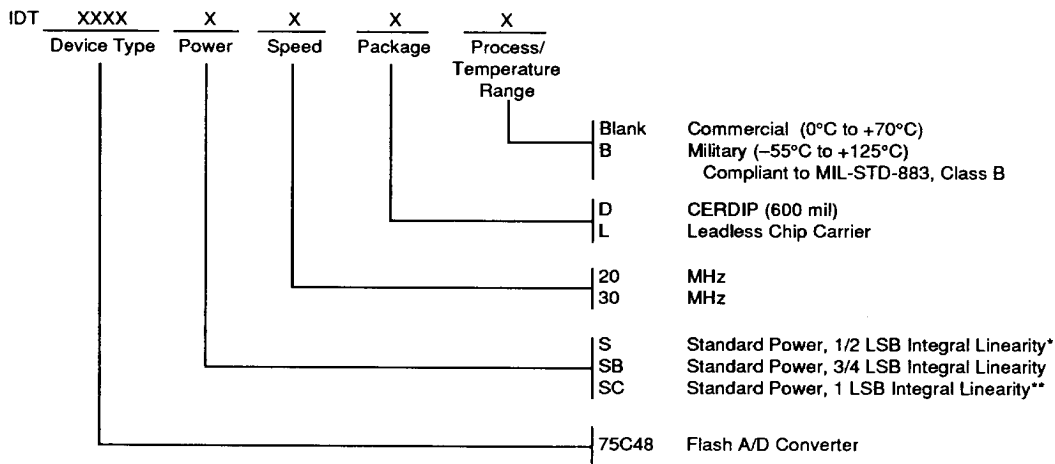 IDT XXXX X X X X
Device Type Power Speed Package Process/
Temperature
Range
Blank Commercial (0°C to +70°C)
B Military (–55°C to +125°C)
Compliant to MIL-STD-883, Class B
D CERDIP (600 mil)
L Leadless Chip Carrier
20 MHz
30 MHz
S Standard Power, 1/2 LSB Integral Linearity*
SB Standard Power, 3/4 LSB Integral Linearity
SC Standard Power, 1 LSB Integral Linearity**
75C48 Flash A/D Converter